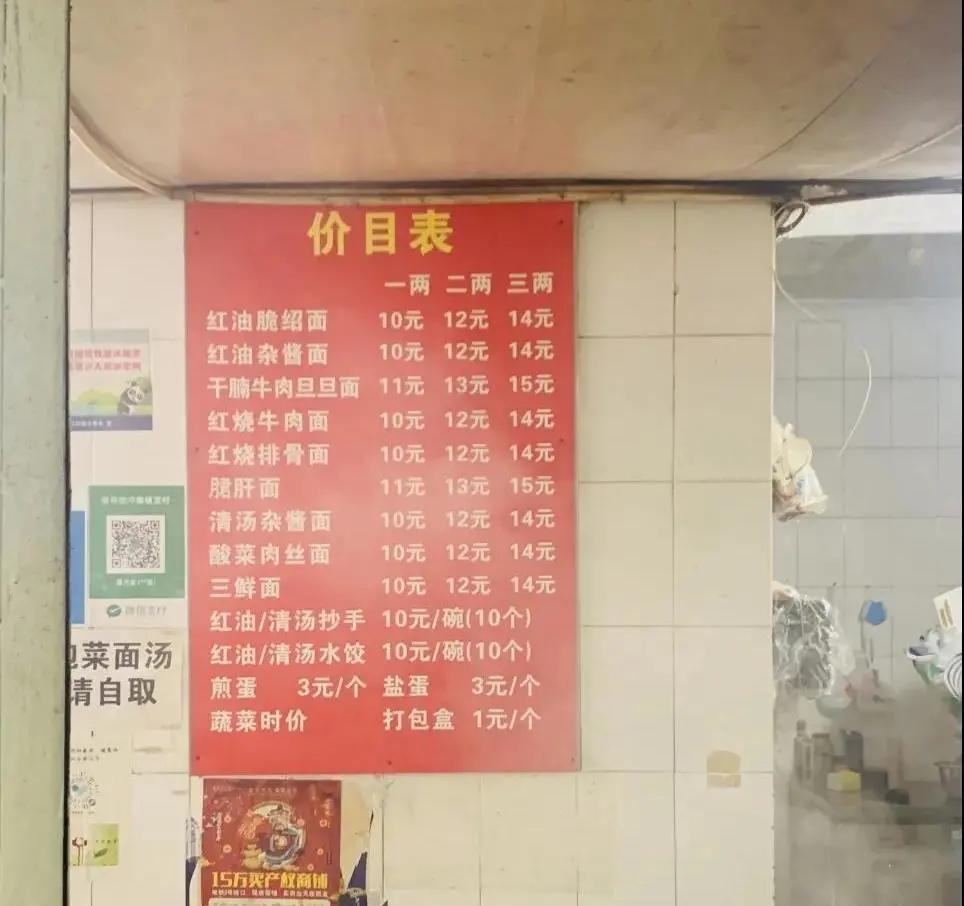 价目表
一两 二两 三两
红油脆绍面 10元 12元 14元
红油杂酱面 10元 12元 14元
干腩牛肉旦旦面 11元 13元 15元
红烧牛肉面 10元 12元 14元
红烧排骨面 10元 12元 14元
䐃肝面 11元 13元 15元
清汤杂酱面 10元 12元 14元
酸菜肉丝面 10元 12元 14元
三鲜面 10元 12元 14元
红油/清汤抄手 10元/碗(10个)
红油/清汤水饺 10元/碗(10个)
煎蛋 3元/个 盐蛋 3元/个
蔬菜时价 打包盒 1元/个
微信支付
泡菜面汤
请自取
15万买产权商铺